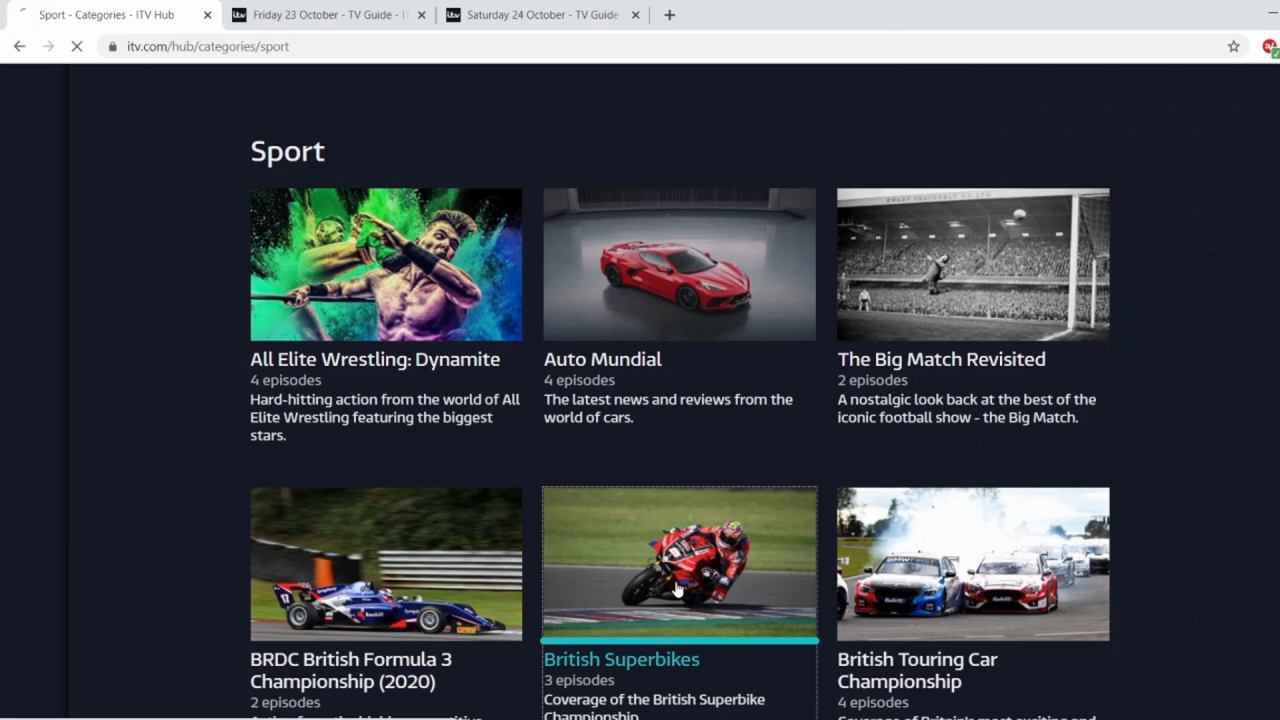 Sport - Categories - ITV Hub
itv
Friday 23 October - TV Guide - I
itv
Saturday 24 October - TV Guide
itv.com/hub/categories/sport
Sport
All Elite Wrestling: Dynamite
4 episodes
Hard-hitting action from the world of All
Elite Wrestling featuring the biggest
stars.
Auto Mundial
4 episodes
The latest news and reviews from the
world of cars.
The Big Match Revisited
2 episodes
A nostalgic look back at the best of the
iconic football show - the Big Match.
17
BRDC British Formula 3
Championship (2020)
2 episodes
British Superbikes
3 episodes
Coverage of the British Superbike
Championship
British Touring Car
Championship
4 episodes